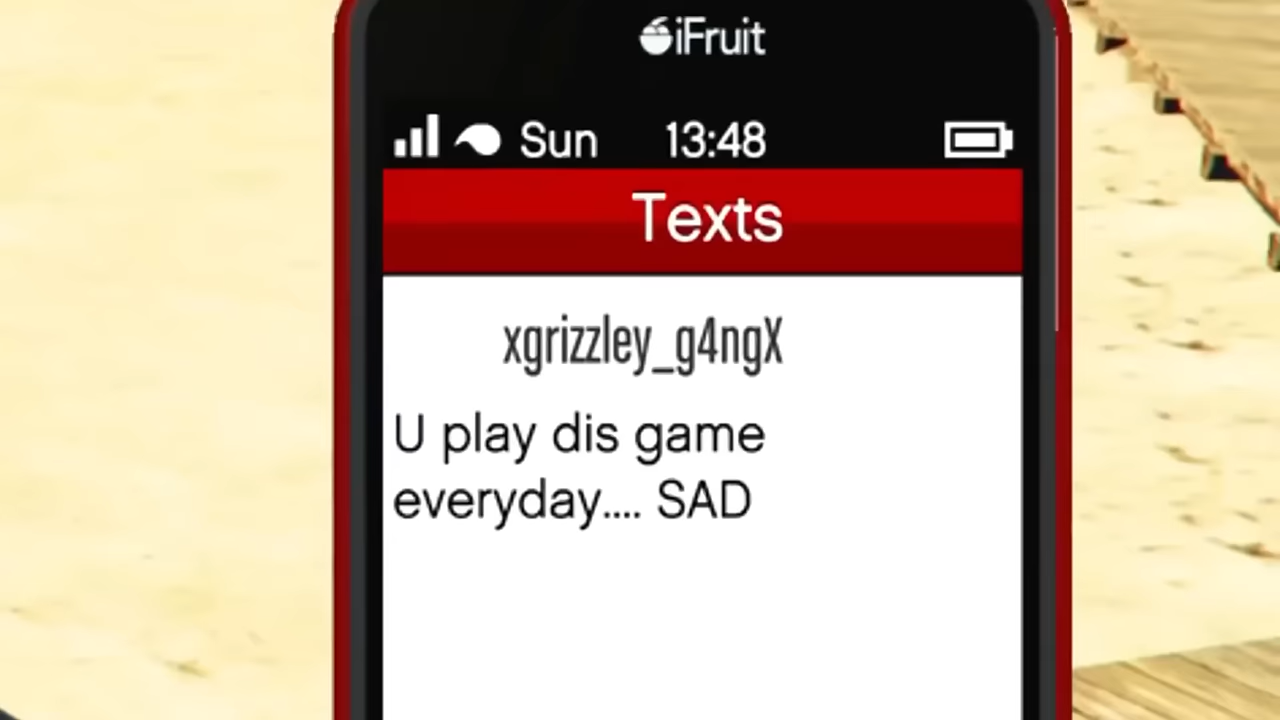 iFruit
Sun 13:48
Texts
xgrizzley_g4ngX
U play dis game
everyday.... SAD